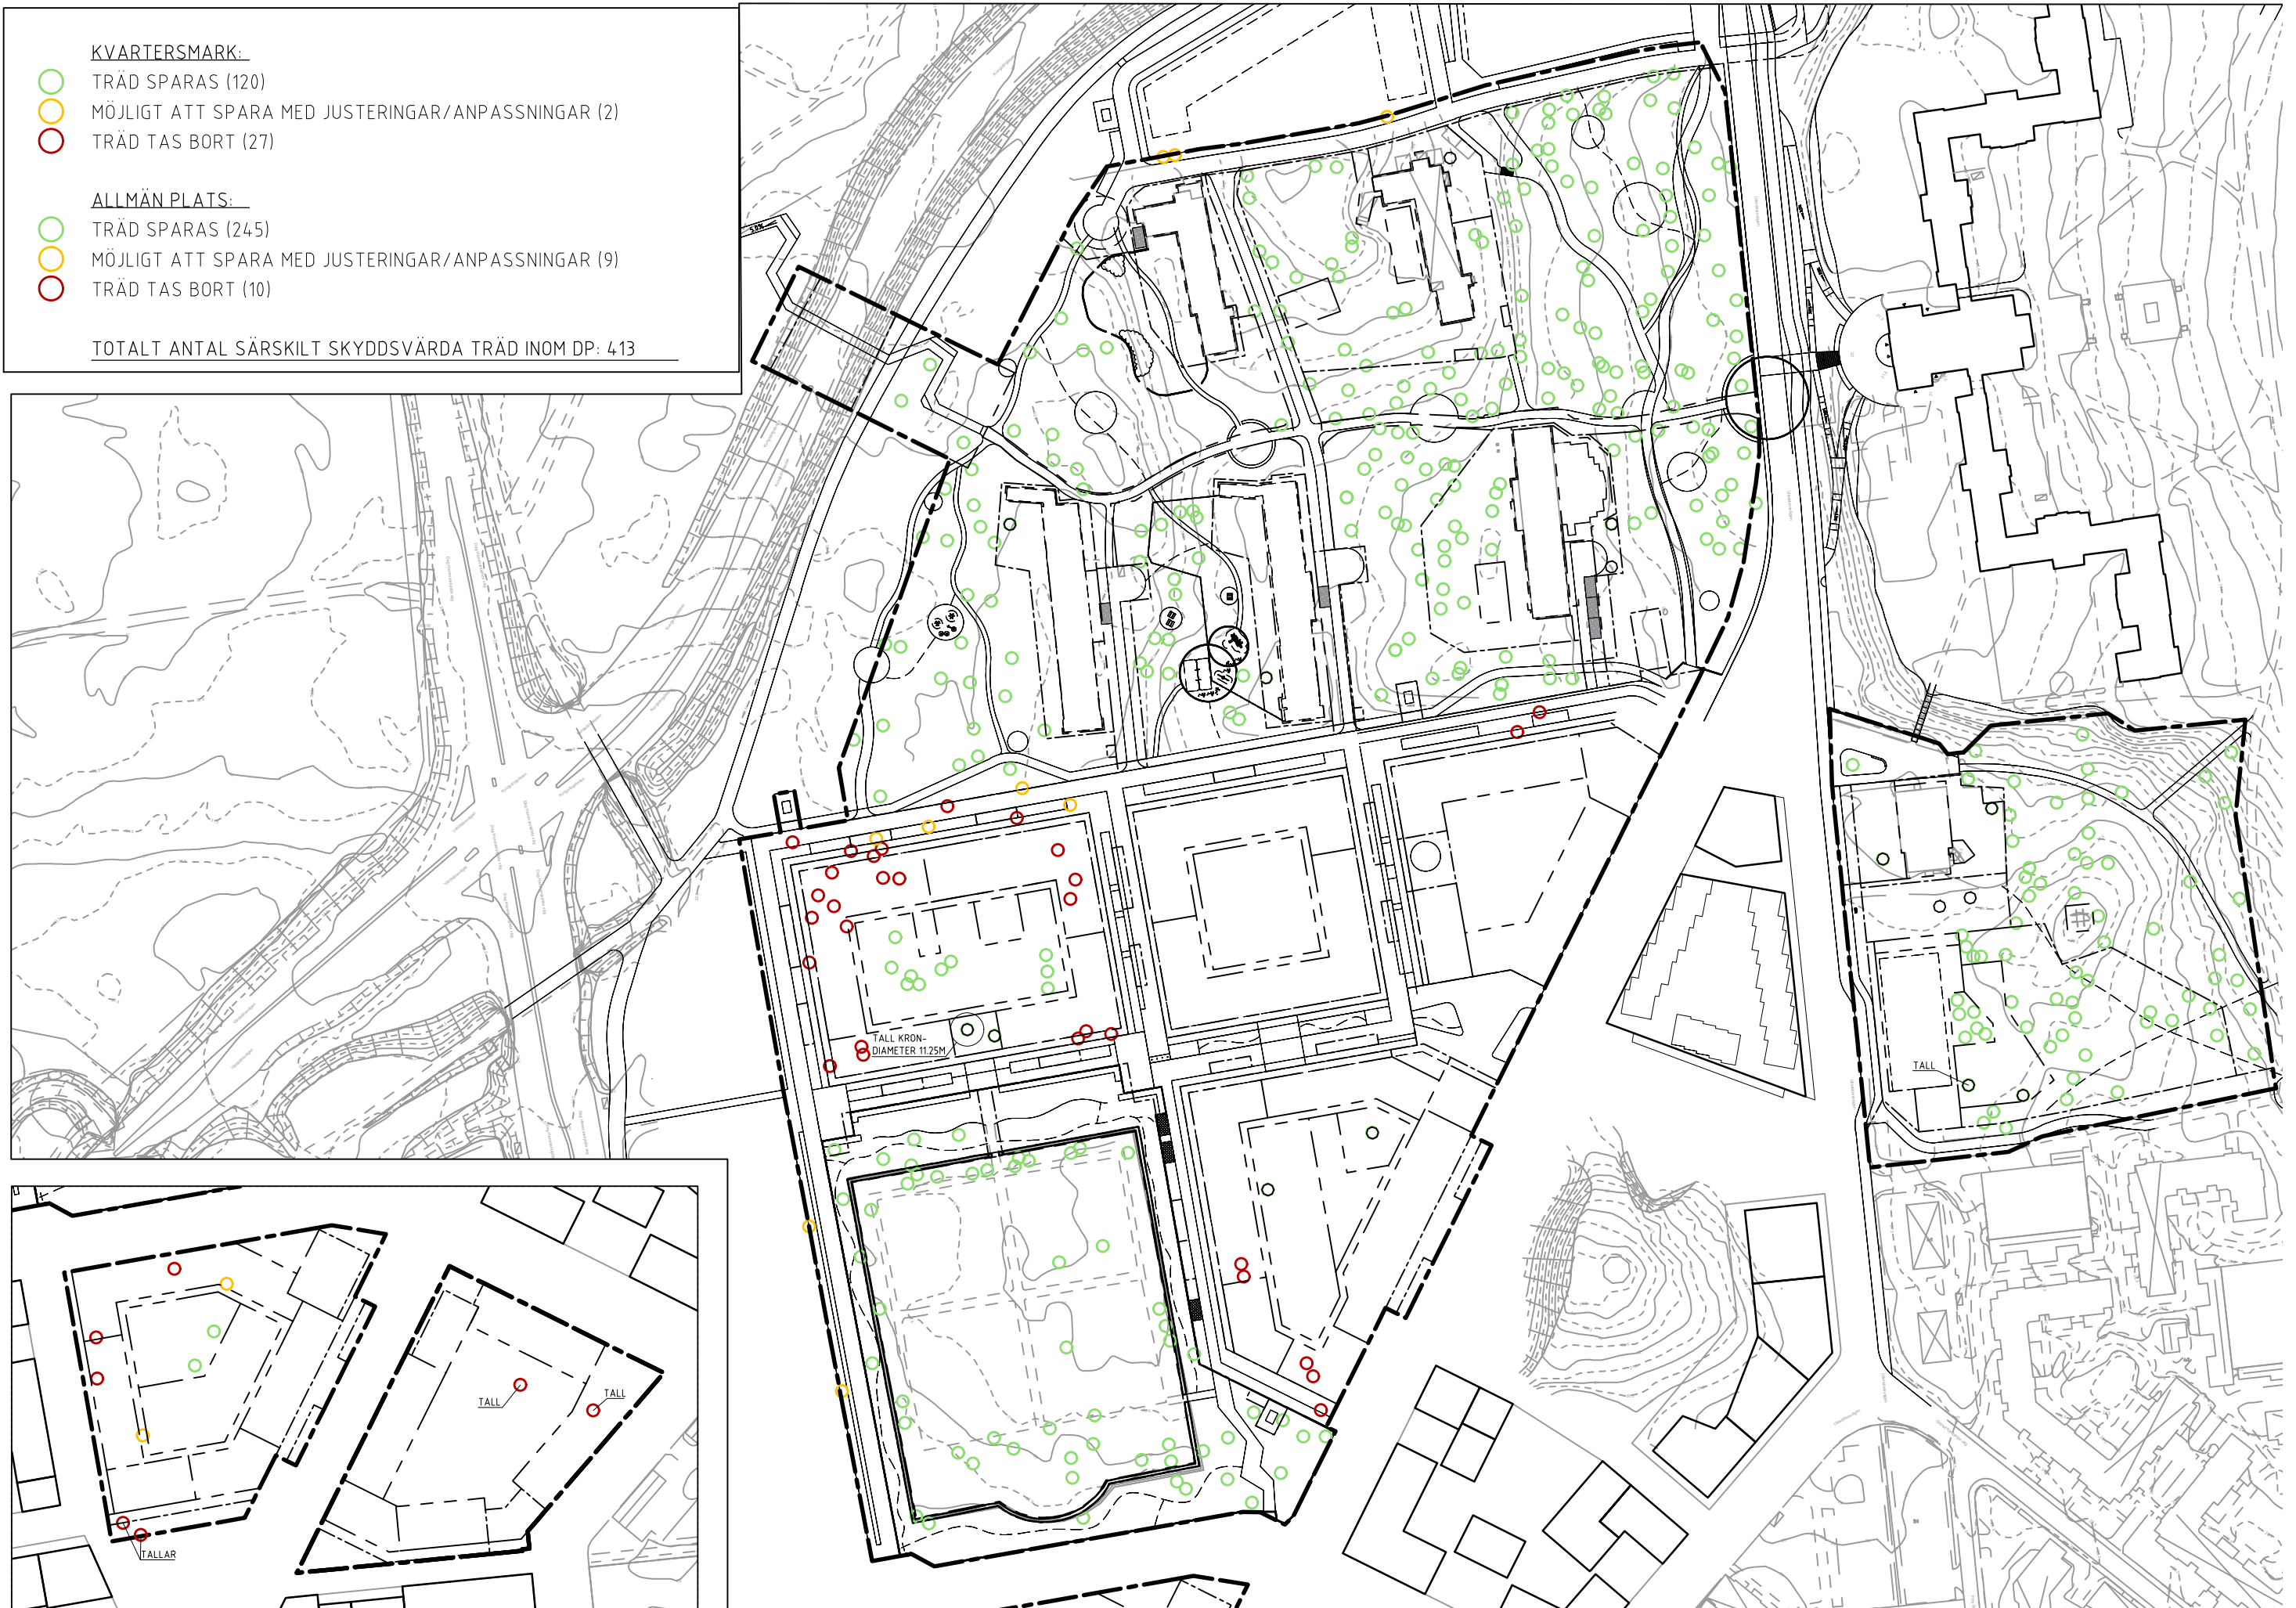 KVARTERSMARK:
TRÄD SPARAS (120)
MÖJLIGT ATT SPARA MED JUSTERINGAR/ANPASSNINGAR (2)
TRÄD TAS BORT (27)
ALLMÄN PLATS:
TRÄD SPARAS (245)
MÖJLIGT ATT SPARA MED JUSTERINGAR/ANPASSNINGAR (9)
TRÄD TAS BORT (10)
TOTALT ANTAL SÄRSKILT SKYDDSVÄRDA TRÄD INOM DP: 413
TALL KRON-
DIAMETER 11.25M
TALL
TALL
TALL
TALLAR